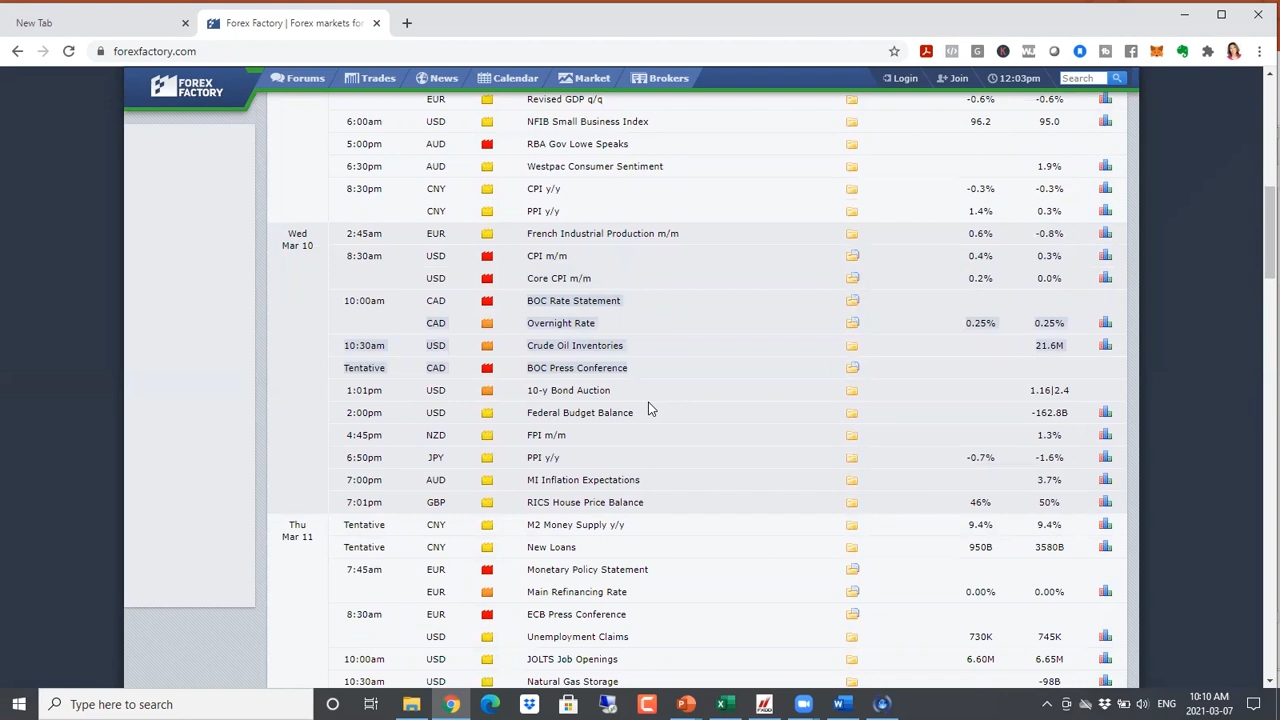 New Tab
Forex Factory | Forex markets for
forexfactory.com
FOREX FACTORY
Forums Trades News Calendar Market Brokers Login Join 12:03pm Search
EUR Revised GDP q/q -0.6% -0.6%
6:00am USD NFIB Small Business Index 96.2 95.0
5:00pm AUD RBA Gov Lowe Speaks
6:30pm AUD Westpac Consumer Sentiment 1.9%
8:30pm CNY CPI y/y -0.3% -0.3%
CNY PPI y/y 1.4% 0.3%
Wed Mar 10 2:45am EUR French Industrial Production m/m 0.6% -0.8%
8:30am USD CPI m/m 0.4% 0.3%
USD Core CPI m/m 0.2% 0.0%
10:00am CAD BOC Rate Statement
CAD Overnight Rate 0.25% 0.25%
10:30am USD Crude Oil Inventories 21.6M
Tentative CAD BOC Press Conference
1:01pm USD 10-y Bond Auction 1.16|2.4
2:00pm USD Federal Budget Balance -162.8B
4:45pm NZD FPI m/m 1.3%
6:50pm JPY PPI y/y -0.7% -1.6%
7:00pm AUD MI Inflation Expectations 3.7%
7:01pm GBP RICS House Price Balance 46% 50%
Thu Mar 11 Tentative CNY M2 Money Supply y/y 9.4% 9.4%
Tentative CNY New Loans 950B 3580B
7:45am EUR Monetary Policy Statement
EUR Main Refinancing Rate 0.00% 0.00%
8:30am EUR ECB Press Conference
USD Unemployment Claims 730K 745K
10:00am USD JOLTS Job Openings 6.60M 6.65M
10:30am USD Natural Gas Storage -98B
Type here to search
ENG
10:10 AM
2021-03-07